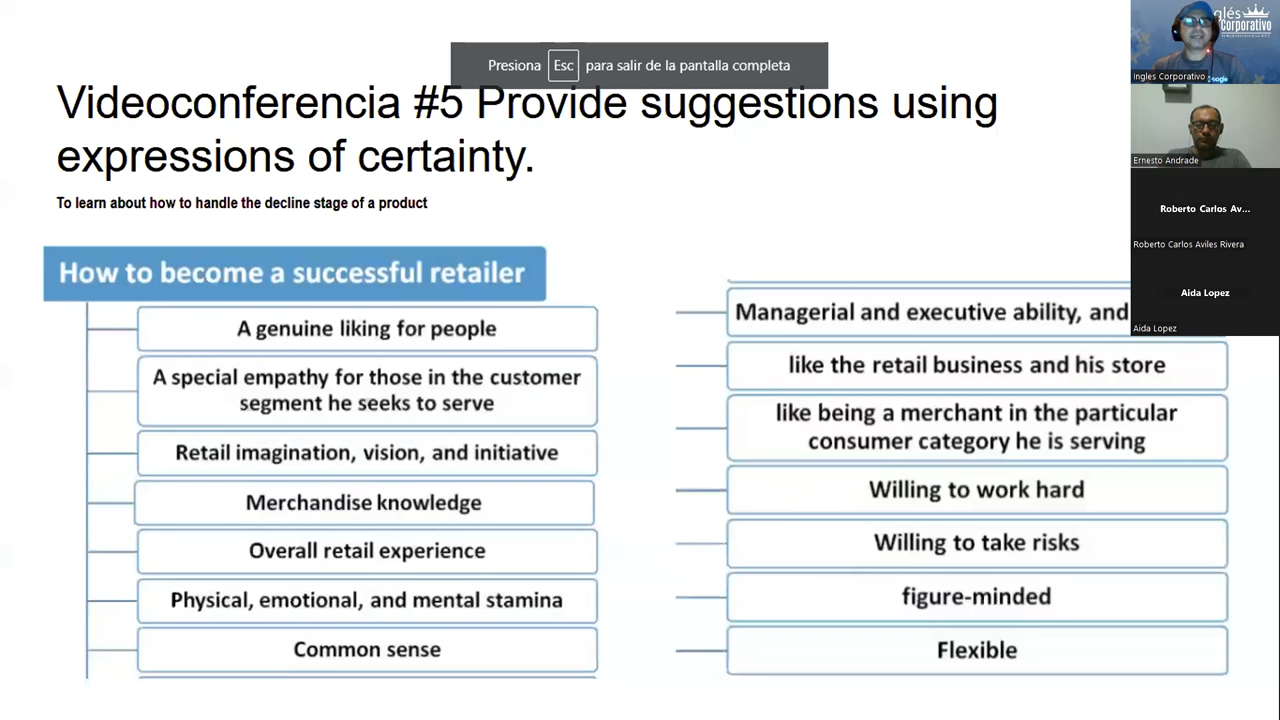 Presiona Esc para salir de la pantalla completa
Videoconferencia #5 Provide suggestions using
expressions of certainty.
To learn about how to handle the decline stage of a product
How to become a successful retailer
A genuine liking for people
A special empathy for those in the customer
segment he seeks to serve
Retail imagination, vision, and initiative
Merchandise knowledge
Overall retail experience
Physical, emotional, and mental stamina
Common sense
Managerial and executive ability, and
like the retail business and his store
like being a merchant in the particular
consumer category he is serving
Willing to work hard
Willing to take risks
figure-minded
Flexible
glés
Corporativo
Google
Ingles Corporativo
Ernesto Andrade
Roberto Carlos Av...
Roberto Carlos Aviles Rivera
Aida Lopez
Aida Lopez